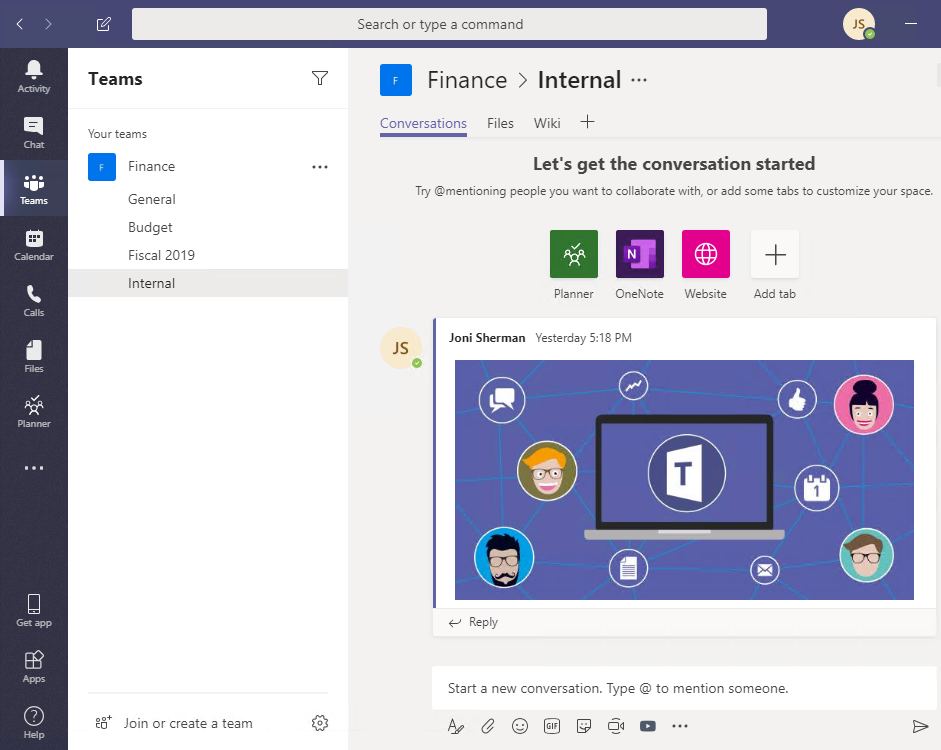 Search or type a command
JS
Activity
Chat
Teams
Calendar
Calls
Files
Planner
Get app
Apps
Help
Teams
Your teams
F Finance
General
Budget
Fiscal 2019
Internal
Join or create a team
F Finance > Internal
Conversations Files Wiki
Let's get the conversation started
Try @mentioning people you want to collaborate with, or add some tabs to customize your space.
N
Planner OneNote Website Add tab
JS
Joni Sherman Yesterday 5:18 PM
T
1
Reply
Start a new conversation. Type @ to mention someone.
GIF